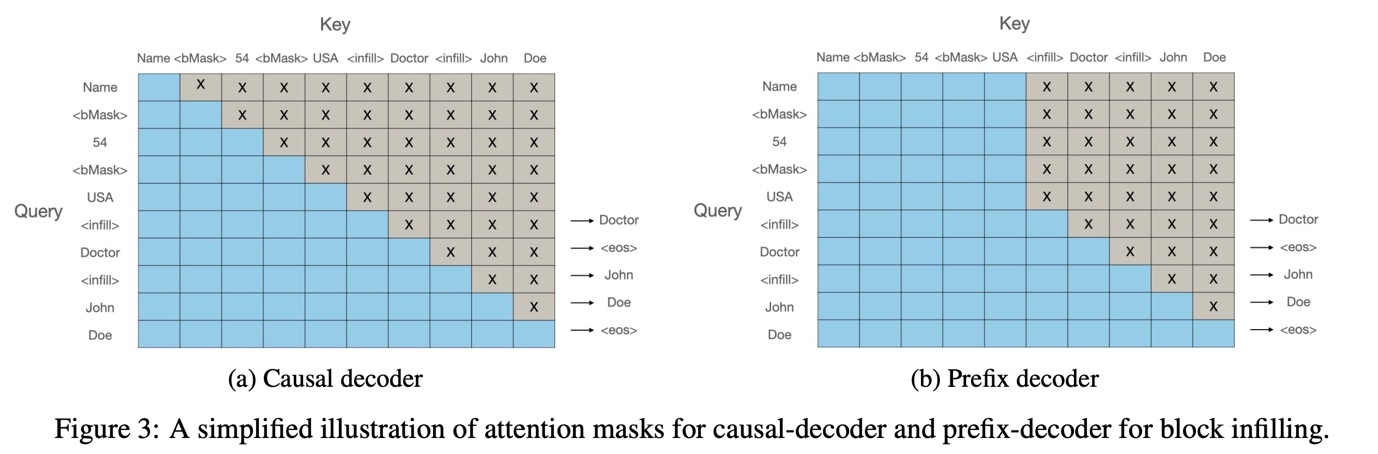 Key
Name <bMask> 54 <bMask> USA <infill> Doctor <infill> John Doe
Name X X X X X X X X X
<bMask> X X X X X X X X
54 X X X X X X X
<bMask> X X X X X X
USA X X X X X
Query
<infill> X X X X → Doctor
Doctor X X X → <eos>
<infill> X X → John
John X → Doe
Doe → <eos>
(a) Causal decoder
Key
Name <bMask> 54 <bMask> USA <infill> Doctor <infill> John Doe
Name X X X X X
<bMask> X X X X X
54 X X X X X
<bMask> X X X X X
USA X X X X X
Query
<infill> X X X X → Doctor
Doctor X X X → <eos>
<infill> X X → John
John X → Doe
Doe → <eos>
(b) Prefix decoder
Figure 3: A simplified illustration of attention masks for causal-decoder and prefix-decoder for block infilling.